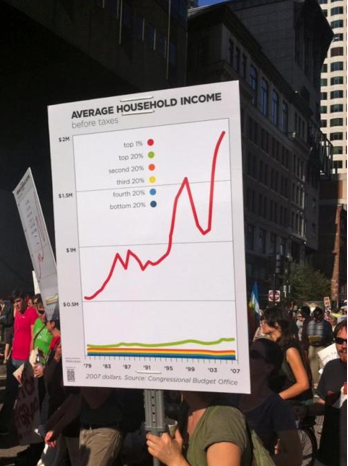 AVERAGE HOUSEHOLD INCOME
before taxes
$2M
top 1%
top 20%
second 20%
third 20%
fourth 20%
bottom 20%
$1.5M
$1M
$0.5M
'79 '83 '87 '91 '95 '99 '03 '07
2007 dollars. Source: Congressional Budget Office